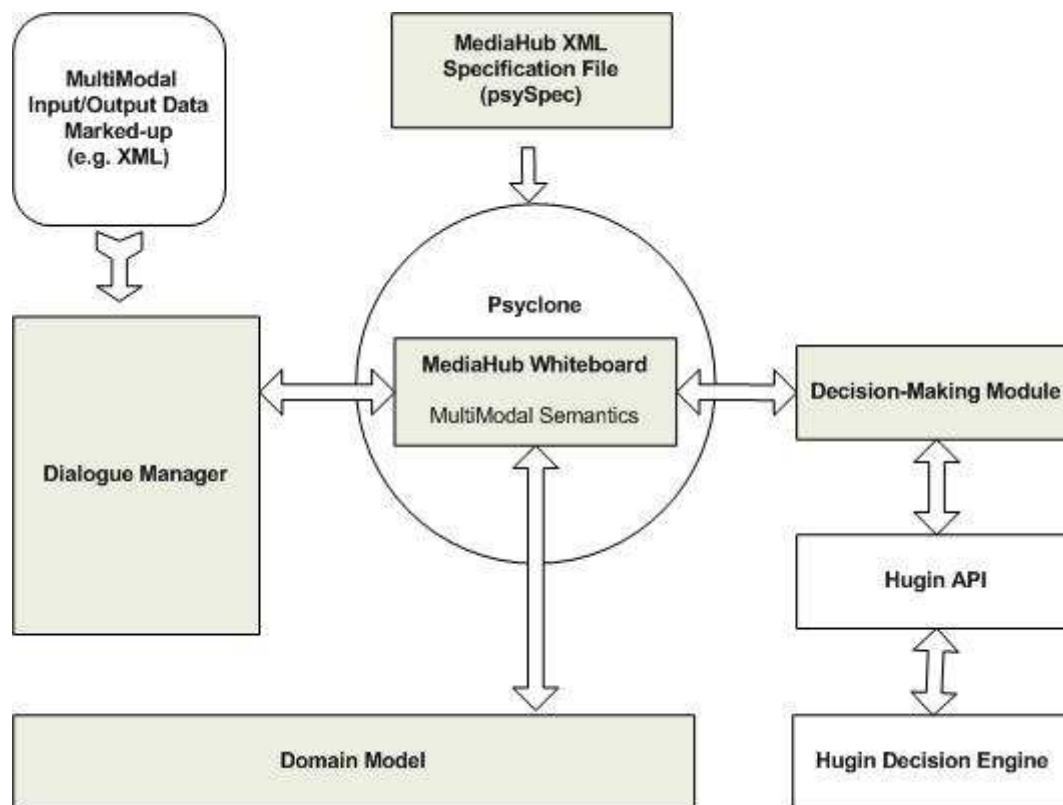 MultiModal
Input/Output Data
Marked-up
(e.g. XML)
MediaHub XML
Specification File
(psySpec)
Psyclone
MediaHub Whiteboard
MultiModal Semantics
Decision-Making Module
Dialogue Manager
Hugin API
Domain Model
Hugin Decision Engine